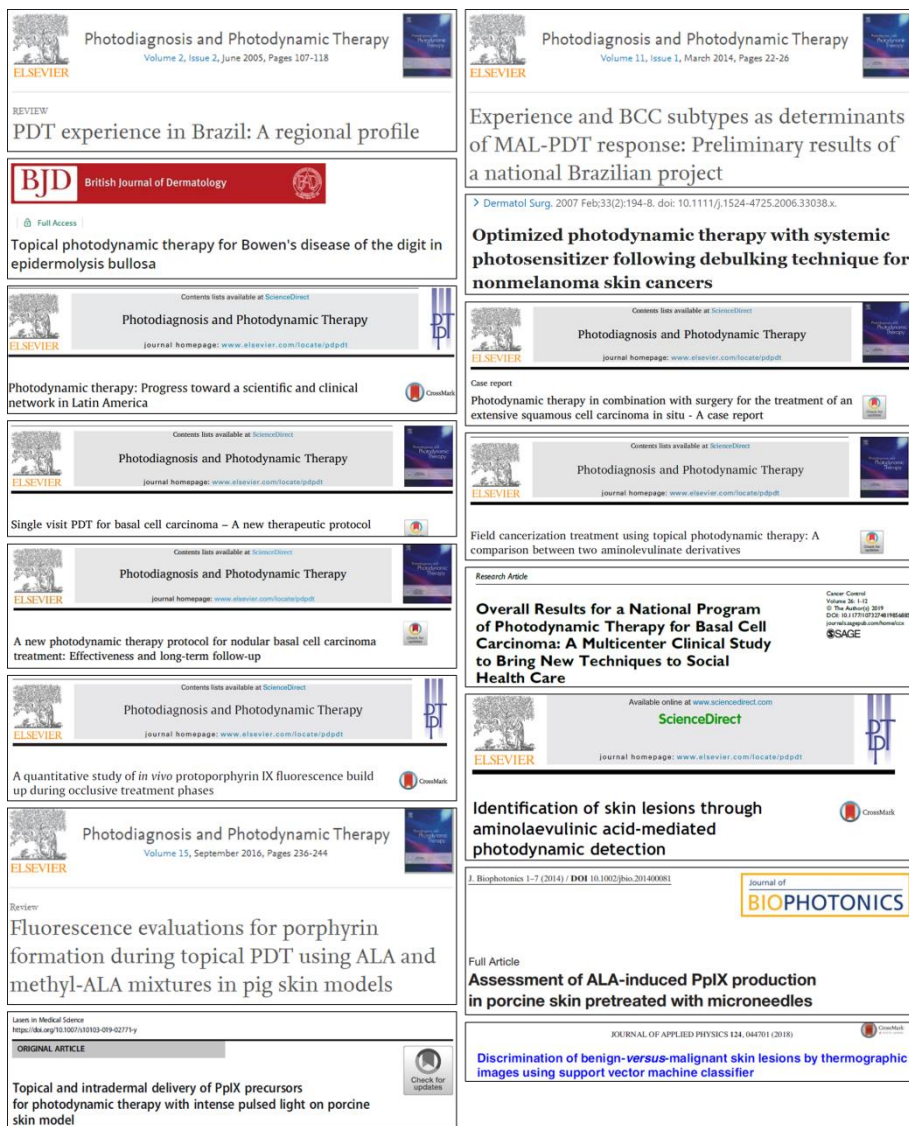 Photodiagnosis and Photodynamic Therapy
Volume 2, Issue 2, June 2005, Pages 107-118
ELSEVIER
REVIEW
PDT experience in Brazil: A regional profile
BJD
British Journal of Dermatology
Full Access
Topical photodynamic therapy for Bowen's disease of the digit in
epidermolysis bullosa
Contents lists available at ScienceDirect
Photodiagnosis and Photodynamic Therapy
ELSEVIER
journal homepage: www.elsevier.com/locate/pdpdt
Photodynamic therapy: Progress toward a scientific and clinical
network in Latin America
CrossMark
Contents lists available at ScienceDirect
Photodiagnosis and Photodynamic Therapy
ELSEVIER
journal homepage: www.elsevier.com/locate/pdpdt
Single visit PDT for basal cell carcinoma – A new therapeutic protocol
Contents lists available at ScienceDirect
Photodiagnosis and Photodynamic Therapy
ELSEVIER
journal homepage: www.elsevier.com/locate/pdpdt
A new photodynamic therapy protocol for nodular basal cell carcinoma
treatment: Effectiveness and long-term follow-up
Contents lists available at ScienceDirect
Photodiagnosis and Photodynamic Therapy
ELSEVIER
journal homepage: www.elsevier.com/locate/pdpdt
A quantitative study of in vivo protoporphyrin IX fluorescence build
up during occlusive treatment phases
CrossMark
Photodiagnosis and Photodynamic Therapy
Volume 15, September 2016, Pages 236-244
ELSEVIER
Review
Fluorescence evaluations for porphyrin
formation during topical PDT using ALA and
methyl-ALA mixtures in pig skin models
Lasers in Medical Science
https://doi.org/10.1007/s10103-019-02771-y
ORIGINAL ARTICLE
Check for
updates
Topical and intradermal delivery of PpIX precursors
for photodynamic therapy with intense pulsed light on porcine
skin model
Photodiagnosis and Photodynamic Therapy
Volume 11, Issue 1, March 2014, Pages 22-26
ELSEVIER
Experience and BCC subtypes as determinants
of MAL-PDT response: Preliminary results of
a national Brazilian project
> Dermatol Surg. 2007 Feb;33(2):194-8. doi: 10.1111/j.1524-4725.2006.33038.x.
Optimized photodynamic therapy with systemic
photosensitizer following debulking technique for
nonmelanoma skin cancers
Contents lists available at ScienceDirect
Photodiagnosis and Photodynamic Therapy
ELSEVIER
journal homepage: www.elsevier.com/locate/pdpdt
Case report
Photodynamic therapy in combination with surgery for the treatment of an
extensive squamous cell carcinoma in situ - A case report
Contents lists available at ScienceDirect
Photodiagnosis and Photodynamic Therapy
ELSEVIER
journal homepage: www.elsevier.com/locate/pdpdt
Field cancerization treatment using topical photodynamic therapy: A
comparison between two aminolevulinate derivatives
Research Article
Overall Results for a National Program
of Photodynamic Therapy for Basal Cell
Carcinoma: A Multicenter Clinical Study
to Bring New Techniques to Social
Health Care
Cancer Control
Volume 26: 1-12
© The Author(s) 2019
SAGE
Available online at www.sciencedirect.com
ScienceDirect
ELSEVIER
journal homepage: www.elsevier.com/locate/pdpdt
Identification of skin lesions through
aminolaevulinic acid-mediated
photodynamic detection
CrossMark
J. Biophotonics 1–7 (2014) / DOI 10.1002/jbio.201400081
Journal of
BIOPHOTONICS
Full Article
Assessment of ALA-induced PpIX production
in porcine skin pretreated with microneedles
JOURNAL OF APPLIED PHYSICS 124, 044701 (2018)
CrossMark
Discrimination of benign-versus-malignant skin lesions by thermographic
images using support vector machine classifier